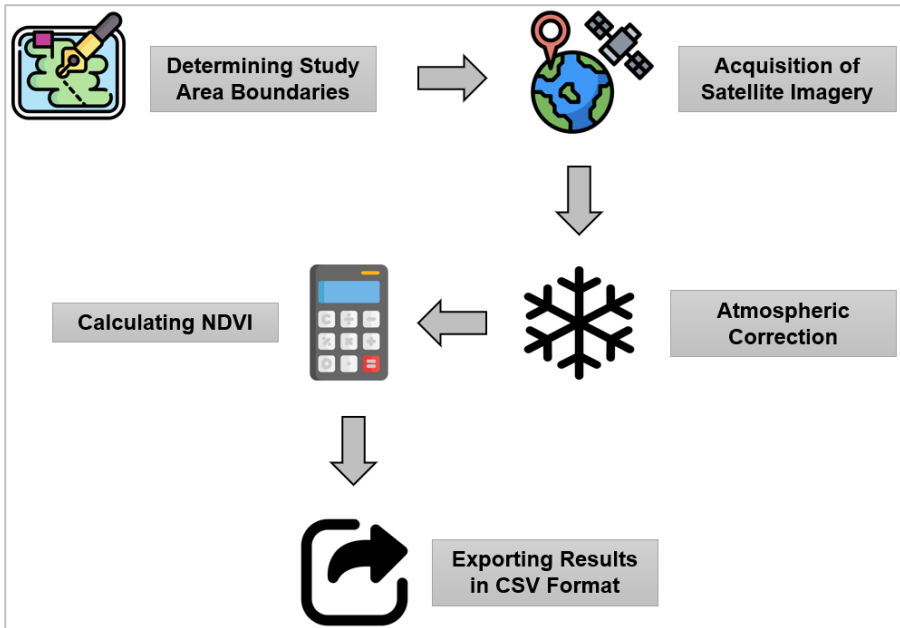 Determining Study
Area Boundaries
Acquisition of
Satellite Imagery
Atmospheric
Correction
Calculating NDVI
Exporting Results
in CSV Format